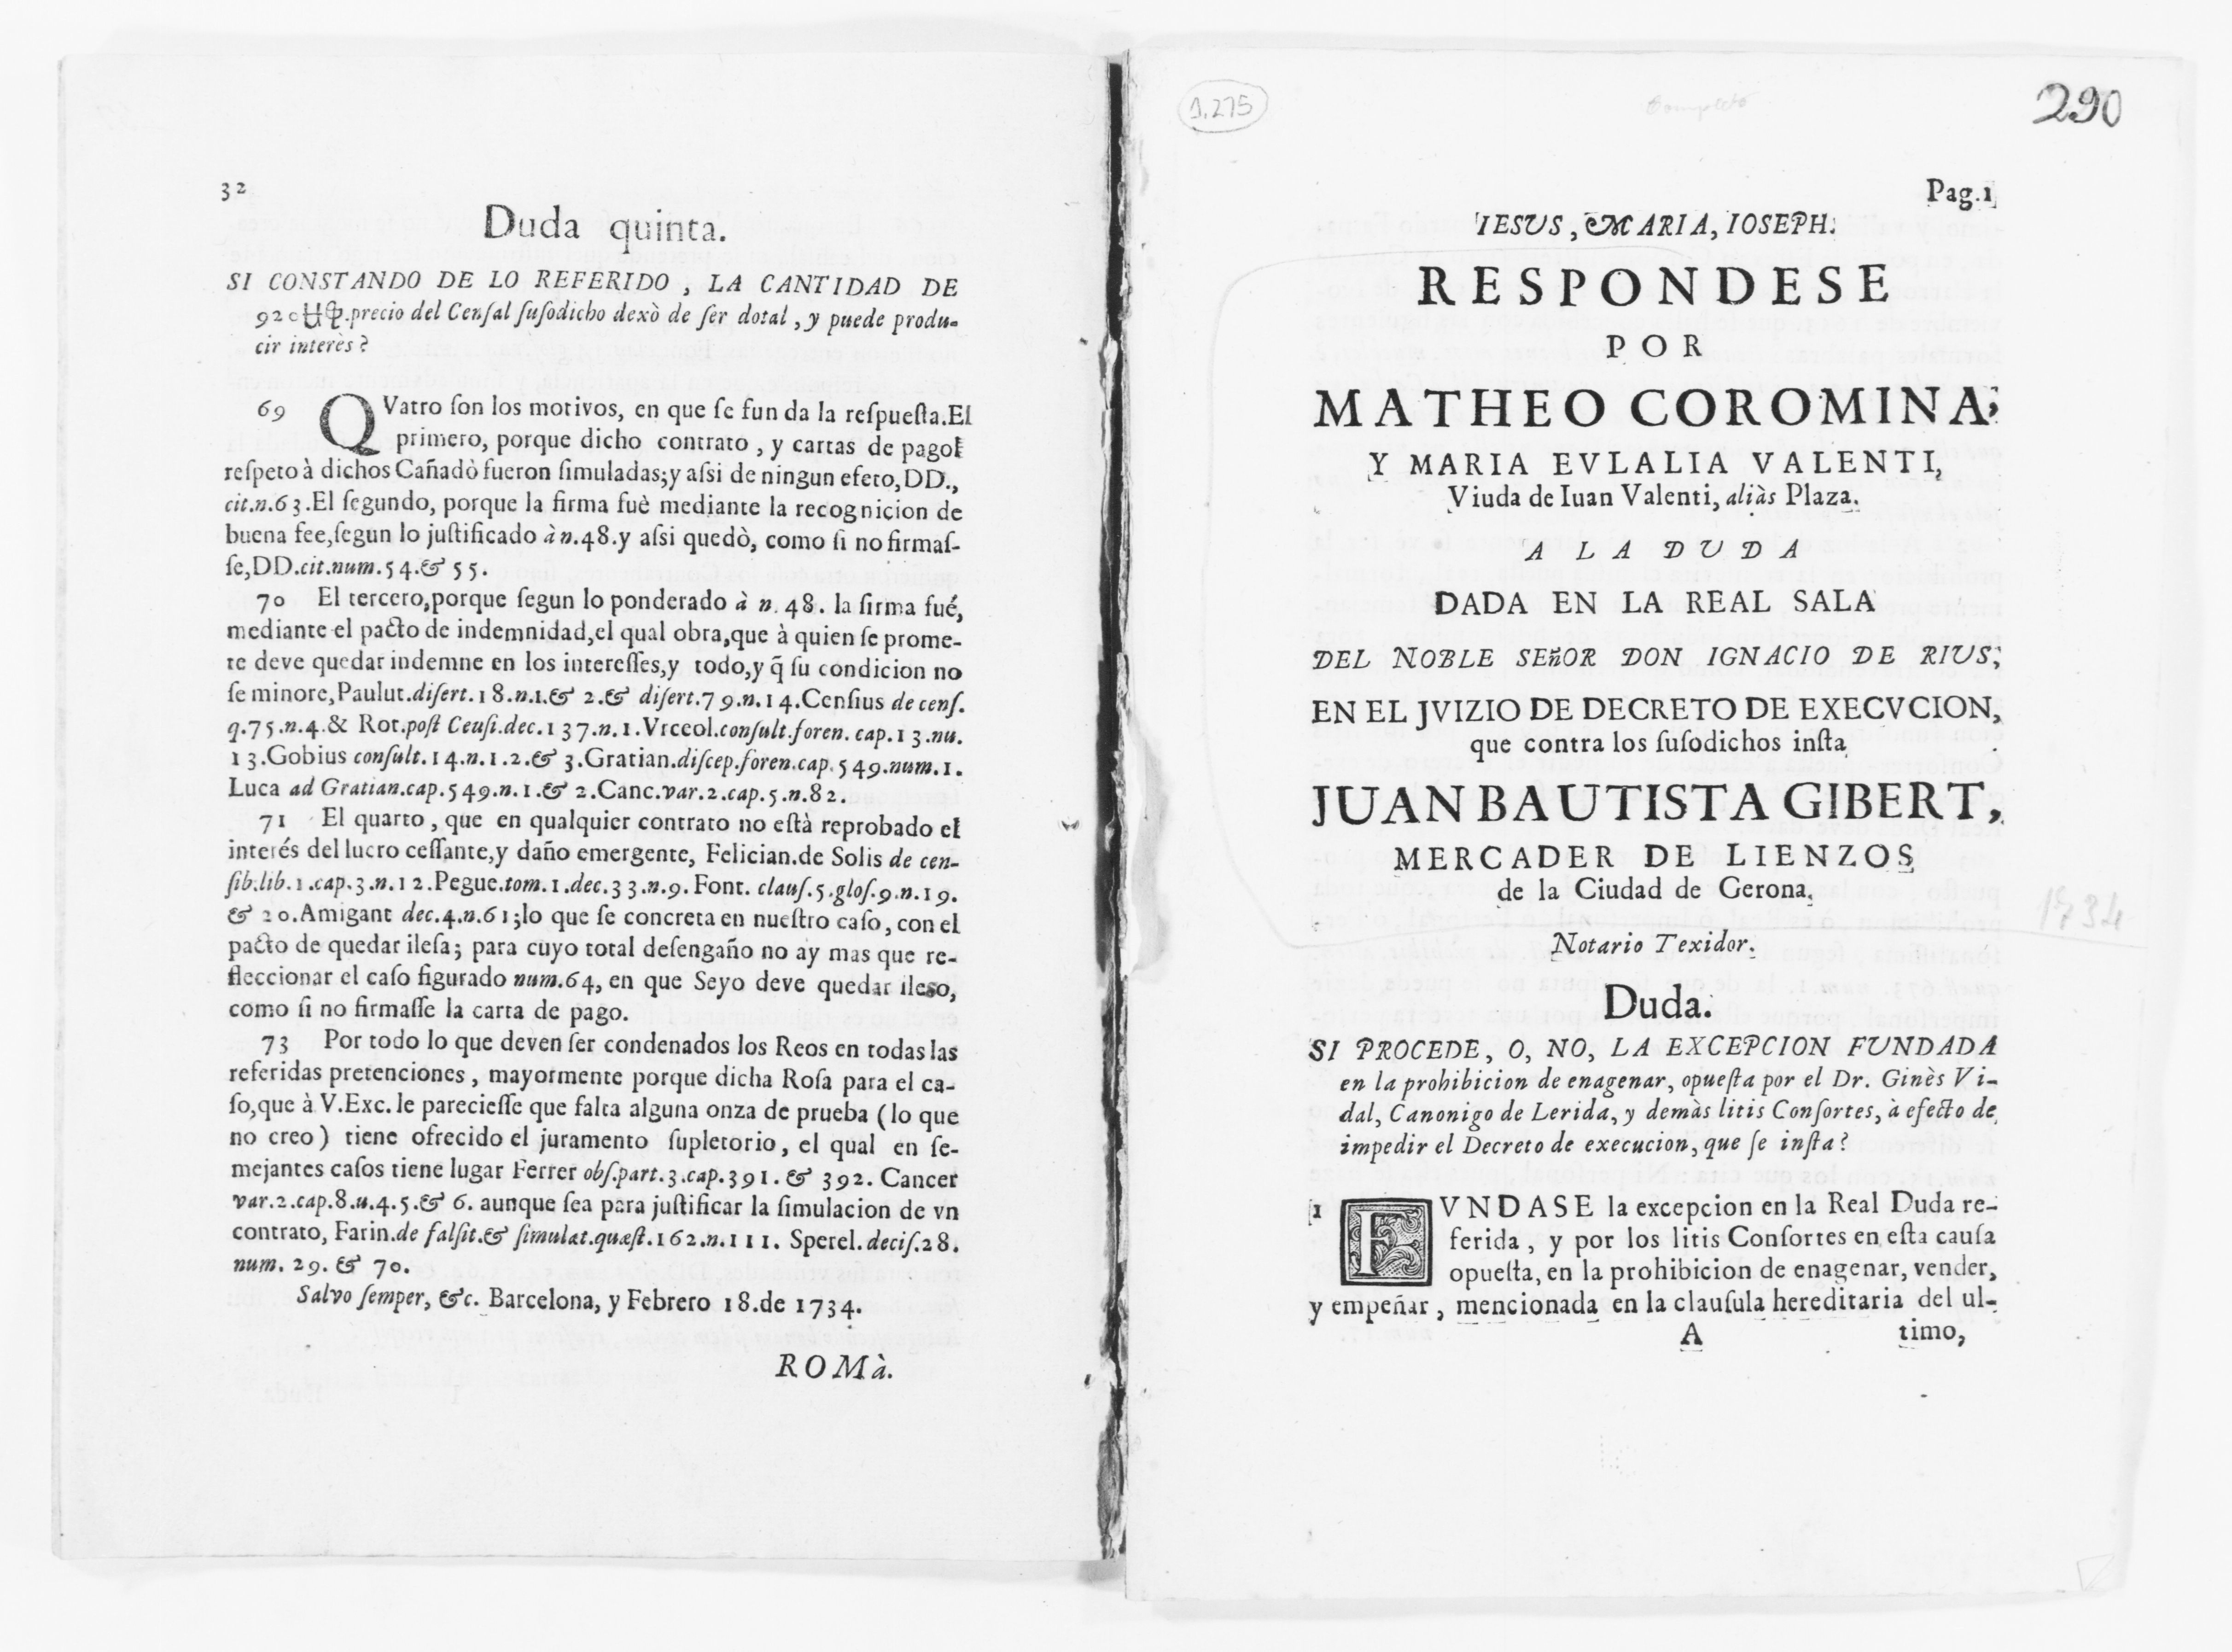 32
Duda quinta.
SI CONSTANDO DE LO REFERIDO , LA CANTIDAD DE
920 precio del Cenſal ſuſodicho dexò de ſer dotal , y puede produ-
cir interès ?
69 QVatro ſon los motivos, en que ſe fun da la reſpueſta.El
primero, porque dicho contrato , y cartas de pago
reſpeto à dichos Cañadò fueron ſimuladas;y aſsi de ningun efeto,DD.,
cit.n.63.El ſegundo, porque la firma fuè mediante la recognicion de
buena fee,ſegun lo juſtificado à n.48.y aſsi quedò, como ſi no firmaſ-
ſe,DD.cit.num.54.& 55.
70 El tercero,porque ſegun lo ponderado à n. 48. la firma fué,
mediante el pacto de indemnidad,el qual obra,que à quien ſe prome-
te deve quedar indemne en los intereſſes,y todo,y q̃ ſu condicion no
ſe minore,Paulut.diſert.18.n.1.& 2.& diſert.79.n.14.Cenſius de cenſ.
q.75.n.4.& Rot.poſt Ceuſi.dec.137.n.1.Vrceol.conſult.foren. cap.13.nu.
13.Gobius conſult.14.n.1.2.& 3.Gratian.diſcep.foren.cap.549.num.1.
Luca ad Gratian.cap.549.n.1.& 2.Canc.var.2.cap.5.n.82.
71 El quarto , que en qualquier contrato no eſtà reprobado el
interés del lucro ceſſante,y daño emergente, Felician.de Solis de cen-
ſib.lib.1.cap.3.n.12.Pegue.tom.1.dec.33.n.9.Font. clauſ.5.gloſ.9.n.19.
& 20.Amigant dec.4.n.61;lo que ſe concreta en nueſtro caſo, con el
pacto de quedar ileſa; para cuyo total deſengaño no ay mas que re-
fleccionar el caſo figurado num.64, en que Seyo deve quedar ileso,
como ſi no firmaſſe la carta de pago.
73 Por todo lo que deven ſer condenados los Reos en todas las
referidas pretenciones , mayormente porque dicha Roſa para el ca-
ſo,que à V.Exc. le parecieſſe que falta alguna onza de prueba ( lo que
no creo ) tiene ofrecido el juramento ſupletorio , el qual en ſe-
mejantes caſos tiene lugar Ferrer obſ.part.3.cap.391. & 392. Cancer
var.2.cap.8.u.4.5.& 6. aunque ſea para juſtificar la ſimulacion de vn
contrato, Farin.de falſit.& ſimulat.quæſt.162.n.111. Sperel.deciſ.28.
num. 29. & 70.
Salvo ſemper, &c. Barcelona, y Febrero 18.de 1734.
ROMà.
1.275
Completo
290
Pag.1
IESUS, MARIA, IOSEPH.
RESPONDESE
POR
MATHEO COROMINA,
Y MARIA EVLALIA VALENTI,
Viuda de Iuan Valenti, aliàs Plaza.
A LA DUDA
DADA EN LA REAL SALA
DEL NOBLE SEñOR DON IGNACIO DE RIUS,
EN EL JVIZIO DE DECRETO DE EXECVCION,
que contra los ſuſodichos inſta
JUAN BAUTISTA GIBERT,
MERCADER DE LIENZOS
de la Ciudad de Gerona.
1734
Notario Texidor.
Duda.
SI PROCEDE, O, NO, LA EXCEPCION FUNDADA
en la prohibicion de enagenar, opueſta por el Dr. Ginès Vi-
dal, Canonigo de Lerida, y demàs litis Conſortes, à efecto de
impedir el Decreto de execucion, que ſe inſta?
1 FVNDASE la excepcion en la Real Duda re-
ferida , y por los litis Conſortes en eſta cauſa
opueſta, en la prohibicion de enagenar, vender,
y empeñar , mencionada en la clauſula hereditaria del ul-
A timo,